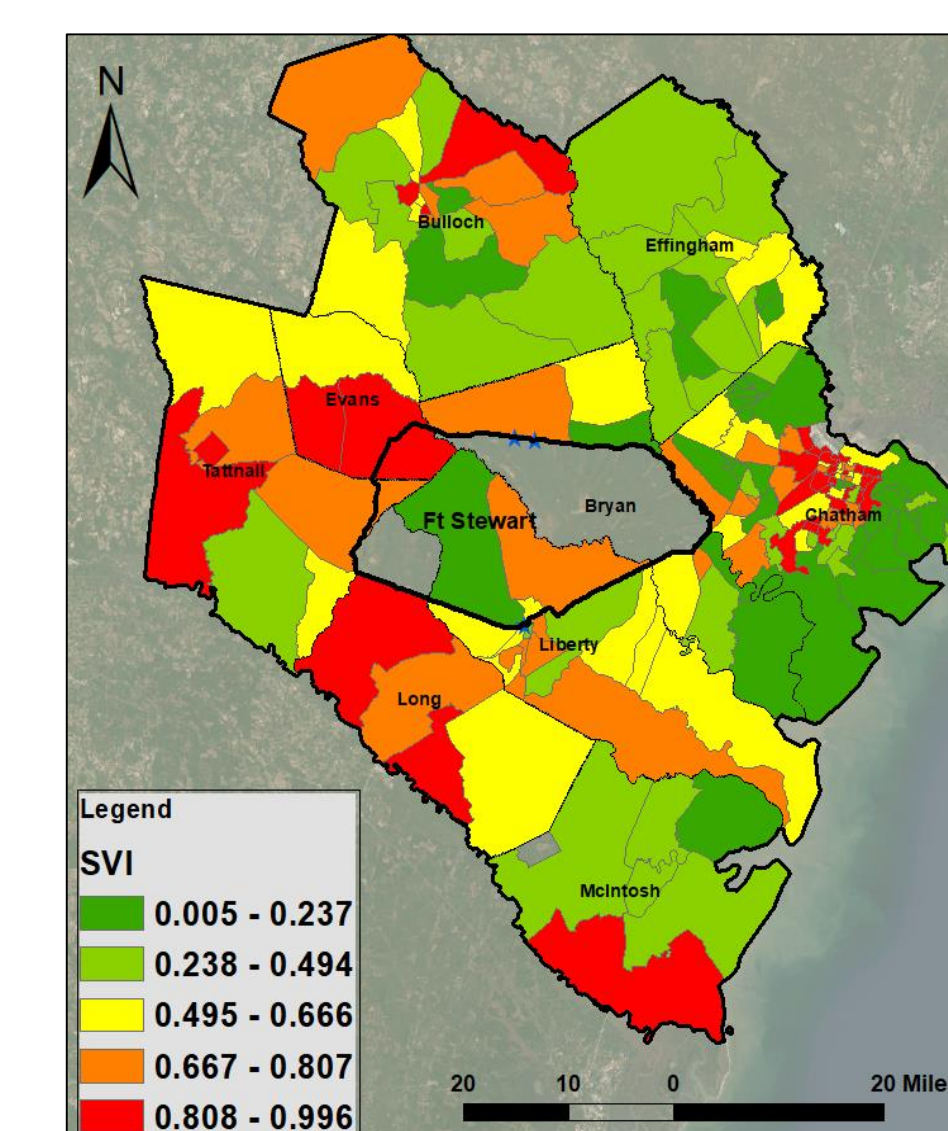 N
Bulloch
Effingham
Evans
Tattnall
Bryan
Ft Stewart
Chatham
Liberty
Long
McIntosh
Legend
SVI
0.005 - 0.237
0.238 - 0.494
0.495 - 0.666
0.667 - 0.807
0.808 - 0.996
20 10 0 20 Mile